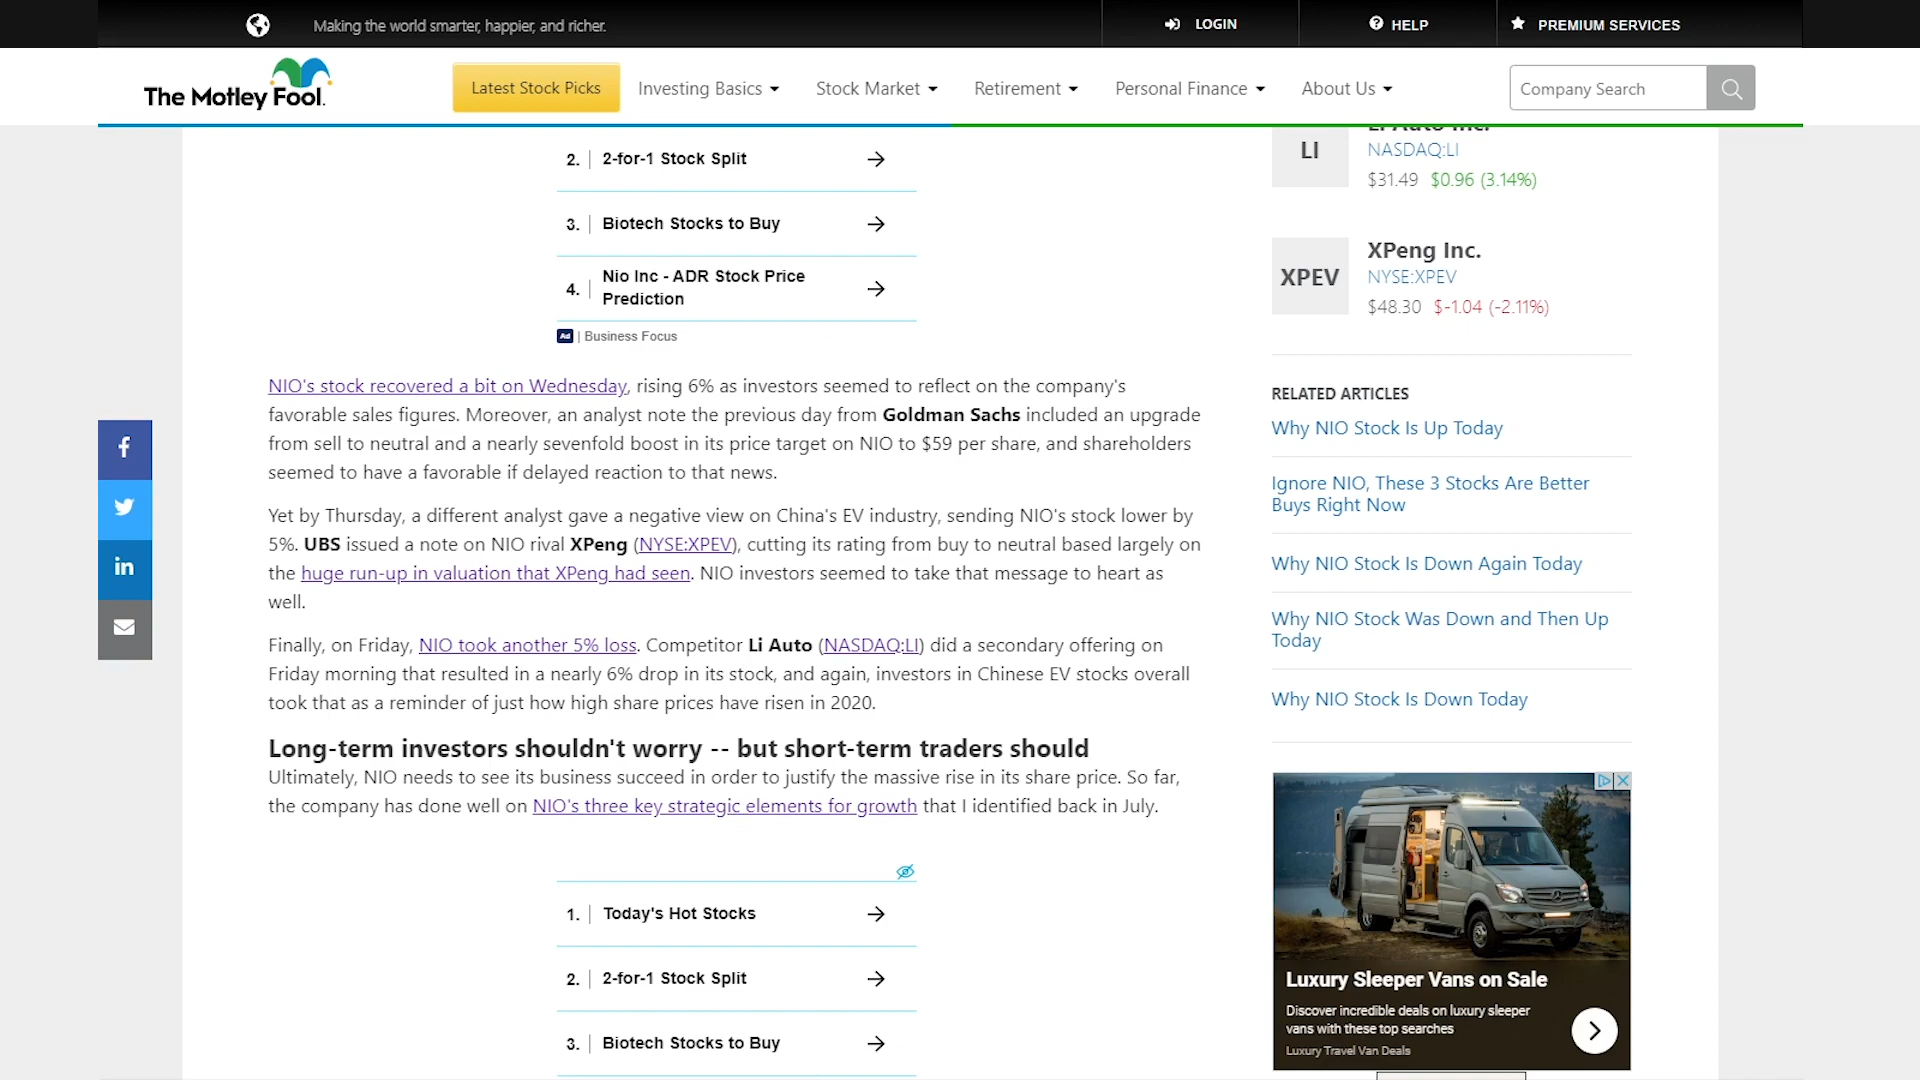 Making the world smarter, happier, and richer.
LOGIN
HELP
PREMIUM SERVICES
The Motley Fool.
Latest Stock Picks
Investing Basics
Stock Market
Retirement
Personal Finance
About Us
Company Search
2. 2-for-1 Stock Split
3. Biotech Stocks to Buy
4. Nio Inc - ADR Stock Price
Prediction
Ad | Business Focus
NIO's stock recovered a bit on Wednesday, rising 6% as investors seemed to reflect on the company's
favorable sales figures. Moreover, an analyst note the previous day from Goldman Sachs included an upgrade
from sell to neutral and a nearly sevenfold boost in its price target on NIO to $59 per share, and shareholders
seemed to have a favorable if delayed reaction to that news.
Yet by Thursday, a different analyst gave a negative view on China's EV industry, sending NIO's stock lower by
5%. UBS issued a note on NIO rival XPeng (NYSE:XPEV), cutting its rating from buy to neutral based largely on
the huge run-up in valuation that XPeng had seen. NIO investors seemed to take that message to heart as
well.
Finally, on Friday, NIO took another 5% loss. Competitor Li Auto (NASDAQ:LI) did a secondary offering on
Friday morning that resulted in a nearly 6% drop in its stock, and again, investors in Chinese EV stocks overall
took that as a reminder of just how high share prices have risen in 2020.
Long-term investors shouldn't worry -- but short-term traders should
Ultimately, NIO needs to see its business succeed in order to justify the massive rise in its share price. So far,
the company has done well on NIO's three key strategic elements for growth that I identified back in July.
1. Today's Hot Stocks
2. 2-for-1 Stock Split
3. Biotech Stocks to Buy
Li Auto Inc.
LI
NASDAQ:LI
$31.49 $0.96 (3.14%)
XPEV
XPeng Inc.
NYSE:XPEV
$48.30 $-1.04 (-2.11%)
RELATED ARTICLES
Why NIO Stock Is Up Today
Ignore NIO, These 3 Stocks Are Better
Buys Right Now
Why NIO Stock Is Down Again Today
Why NIO Stock Was Down and Then Up
Today
Why NIO Stock Is Down Today
Luxury Sleeper Vans on Sale
Discover incredible deals on luxury sleeper
vans with these top searches
Luxury Travel Van Deals